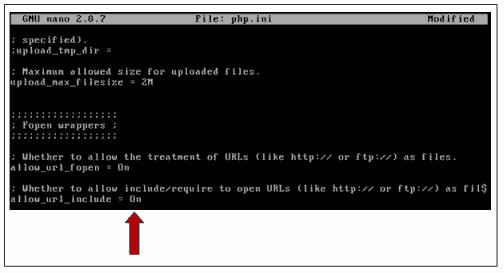 GNU nano 2.0.7 File: php.ini Modified
; specified).
;upload_tmp_dir =
; Maximum allowed size for uploaded files.
upload_max_filesize = 2M
;;;;;;;;;;;;;;;;;;
; Fopen wrappers ;
;;;;;;;;;;;;;;;;;;
; Whether to allow the treatment of URLs (like http:// or ftp://) as files.
allow_url_fopen = On
; Whether to allow include/require to open URLs (like http:// or ftp://) as fil$
allow_url_include = On